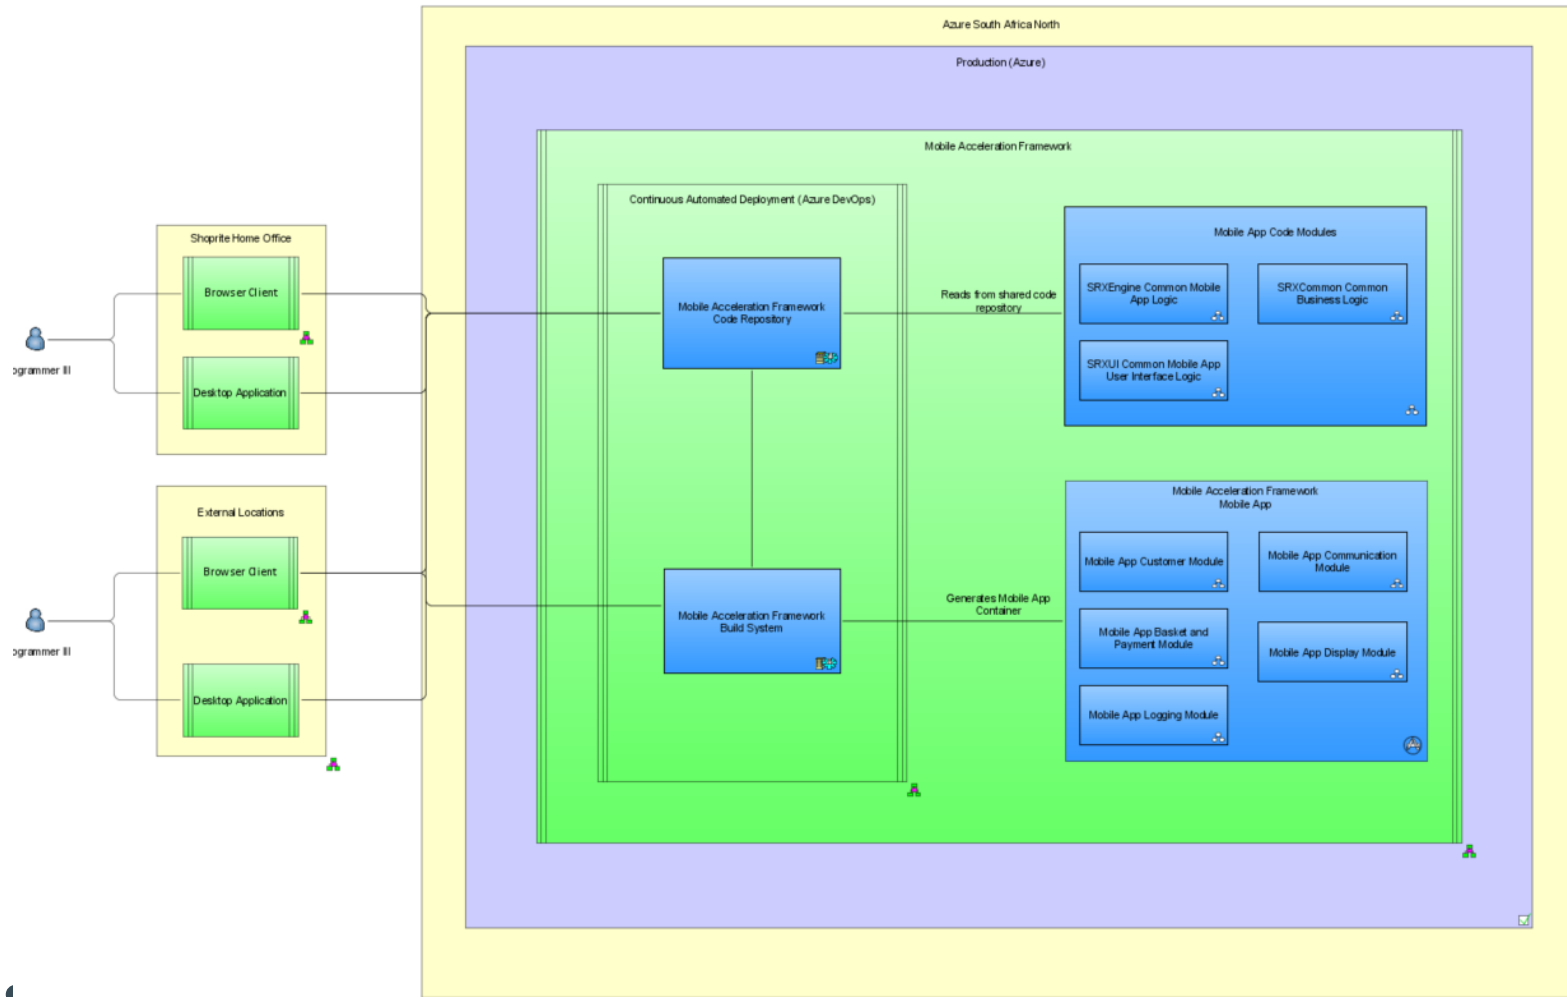 Azure South Africa North
Production (Azure)
Mobile Acceleration Framework
Continuous Automated Deployment (Azure DevOps)
Shoprite Home Office
Browser Client
Desktop Application
ogrammer III
External Locations
Browser Client
Desktop Application
ogrammer III
Mobile Acceleration Framework
Code Repository
Reads from shared code
repository
Mobile App Code Modules
SRXEngine Common Mobile
App Logic
SRXCommon Common
Business Logic
SRXUI Common Mobile App
User Interface Logic
Mobile Acceleration Framework
Build System
Generates Mobile App
Container
Mobile Acceleration Framework
Mobile App
Mobile App Customer Module
Mobile App Communication
Module
Mobile App Basket and
Payment Module
Mobile App Display Module
Mobile App Logging Module